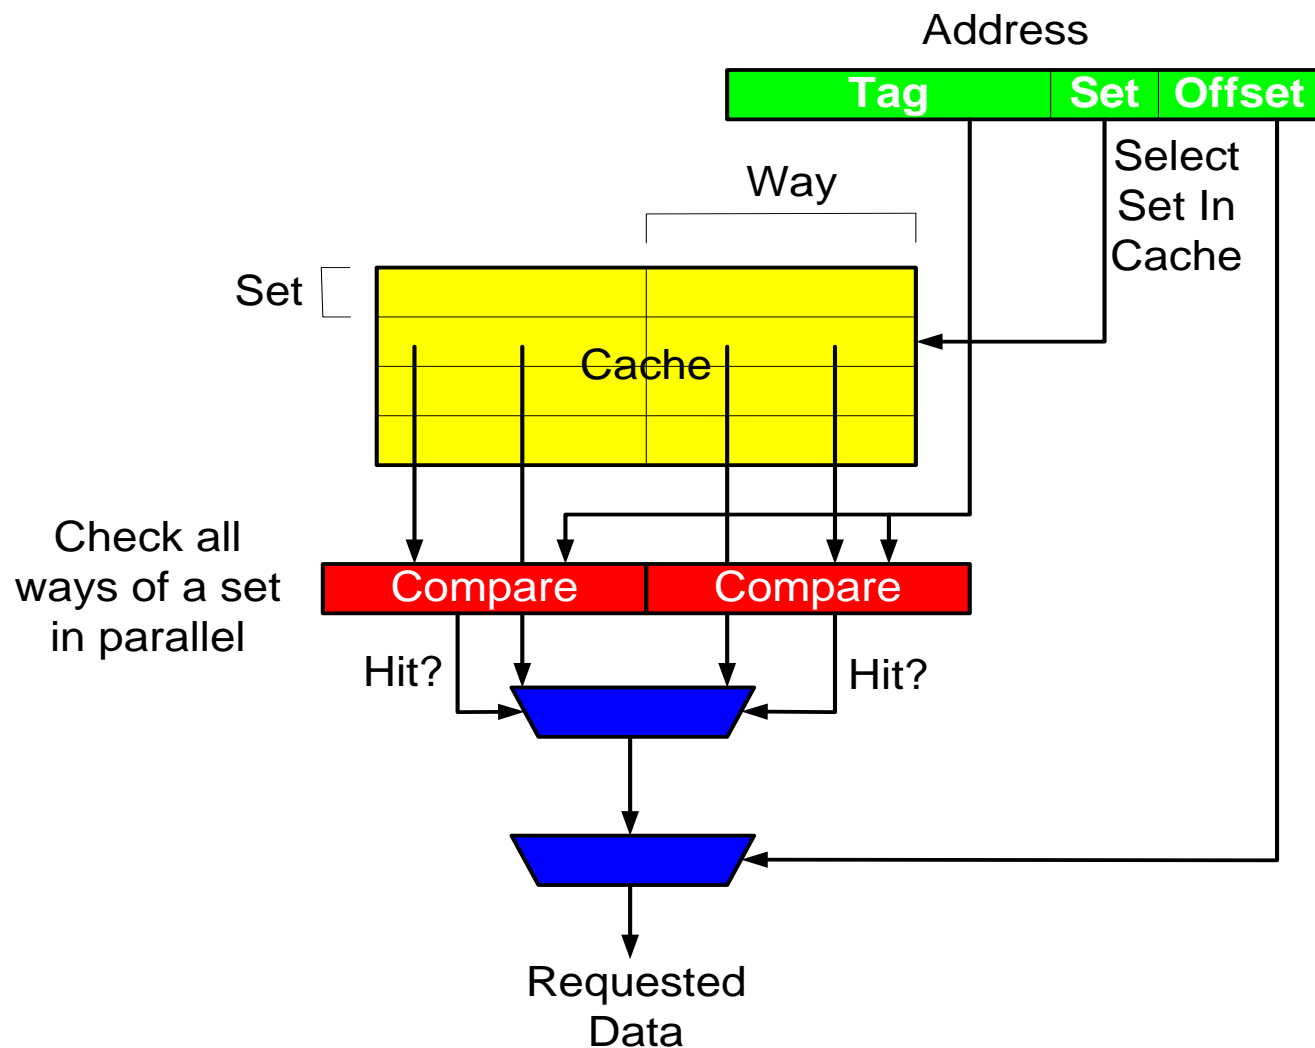 Address
Tag Set Offset
Select
Set In
Cache
Way
Set
Cache
Check all
ways of a set
in parallel
Compare Compare
Hit? Hit?
Requested
Data